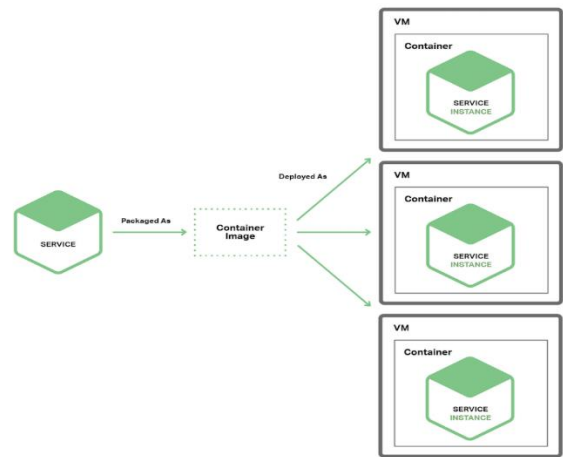 SERVICE
Packaged As
Container
Image
Deployed As
VM
Container
SERVICE
INSTANCE
VM
Container
SERVICE
INSTANCE
VM
Container
SERVICE
INSTANCE